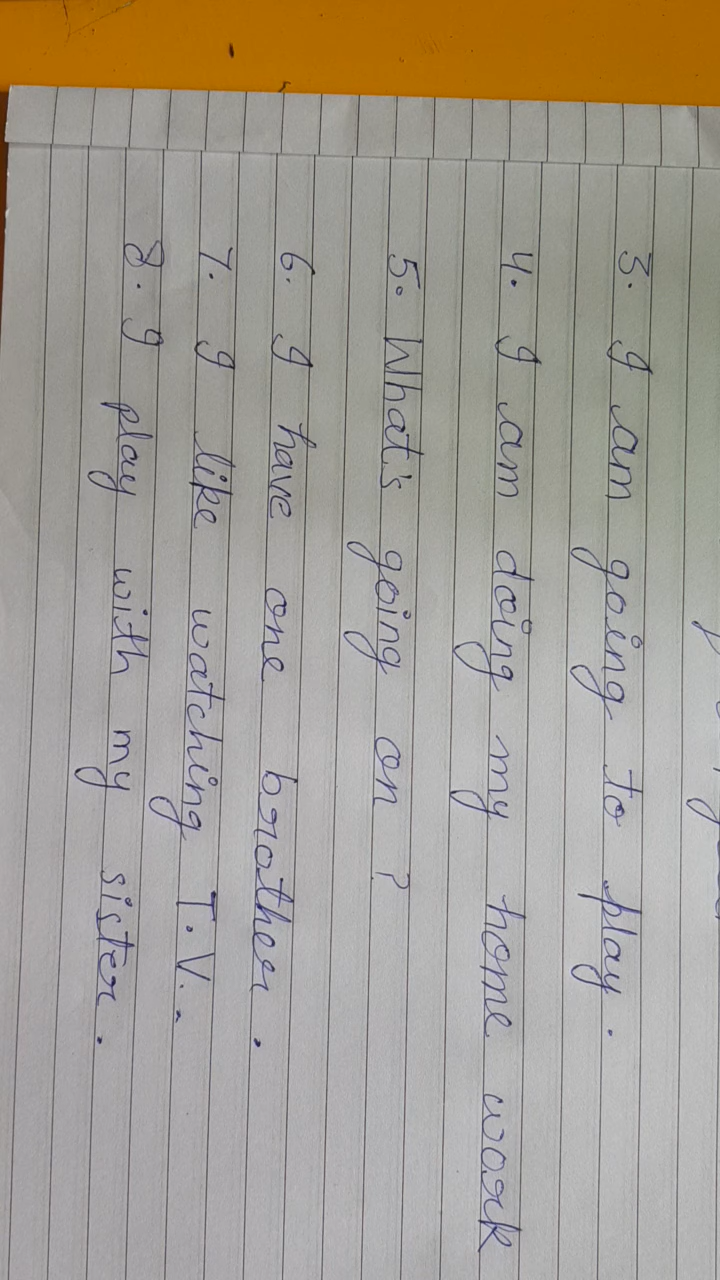 3. I am going to play.
4. I am doing my home work
5. What's going on ?
6. I have one brother.
7. I like watching T.V..
8. I play with my sister.